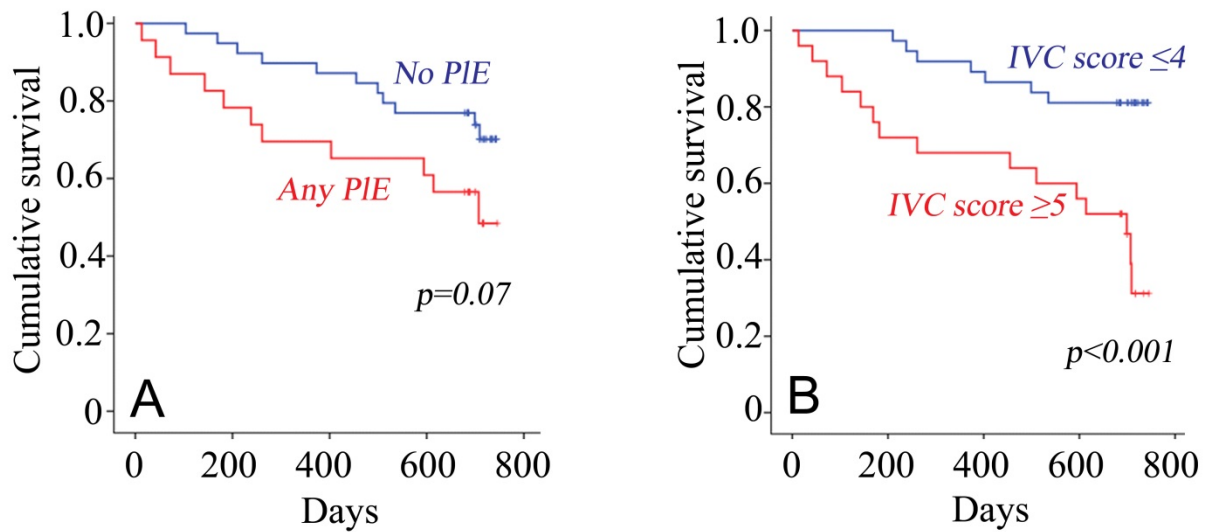 Cumulative survival
1.0
0.8
0.6
0.4
0.2
0
No PlE
Any PlE
p=0.07
A
0 200 400 600 800
Days
Cumulative survival
1.0
0.8
0.6
0.4
0.2
0
IVC score ≤4
IVC score ≥5
p<0.001
B
0 200 400 600 800
Days